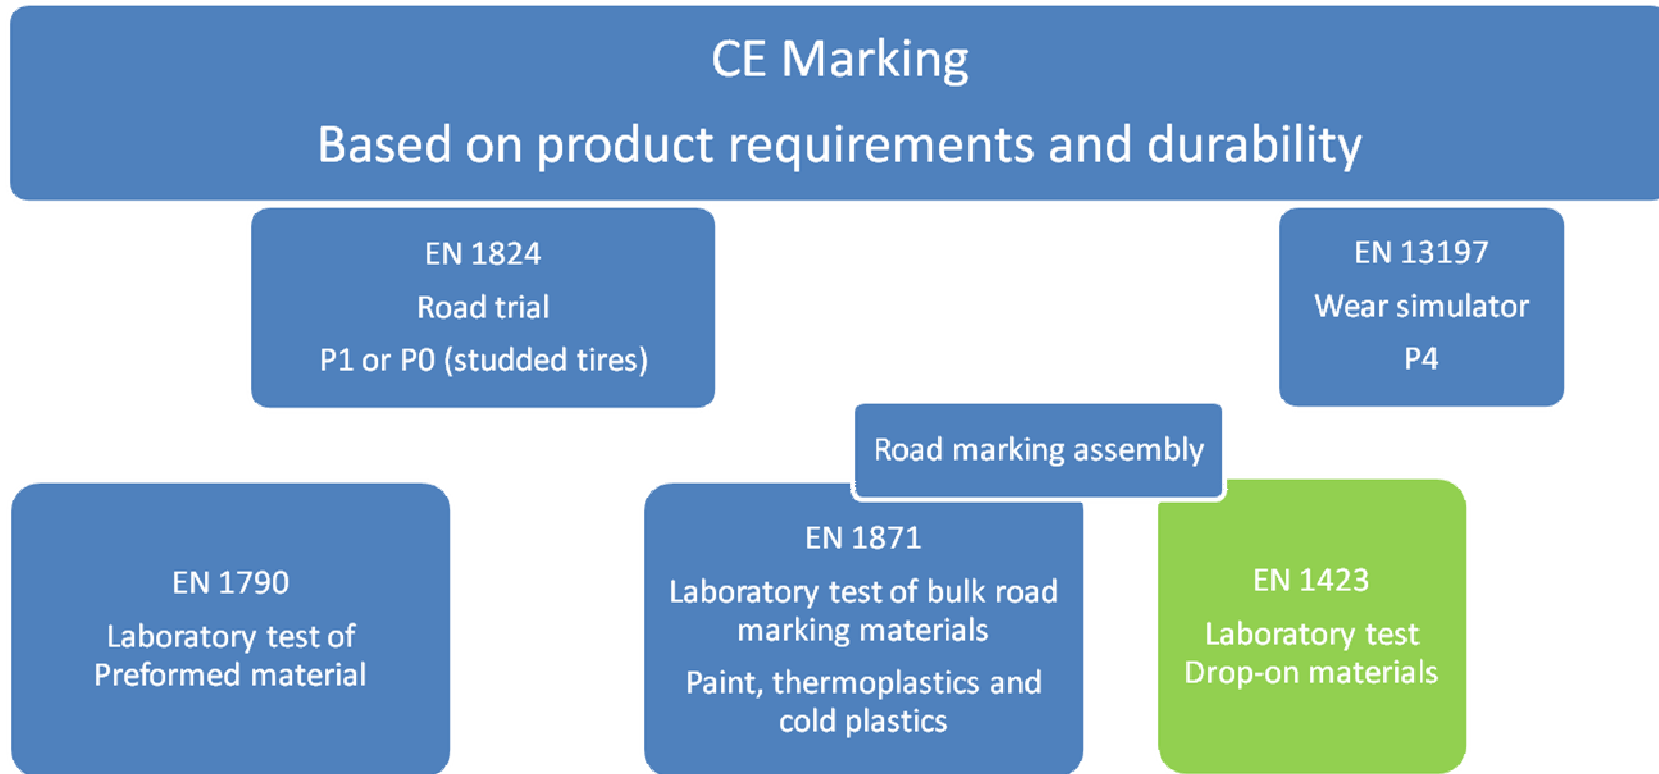 CE Marking
Based on product requirements and durability
EN 1824
Road trial
P1 or P0 (studded tires)
EN 13197
Wear simulator
P4
Road marking assembly
EN 1790
Laboratory test of
Preformed material
EN 1871
Laboratory test of bulk road
marking materials
Paint, thermoplastics and
cold plastics
EN 1423
Laboratory test
Drop-on materials